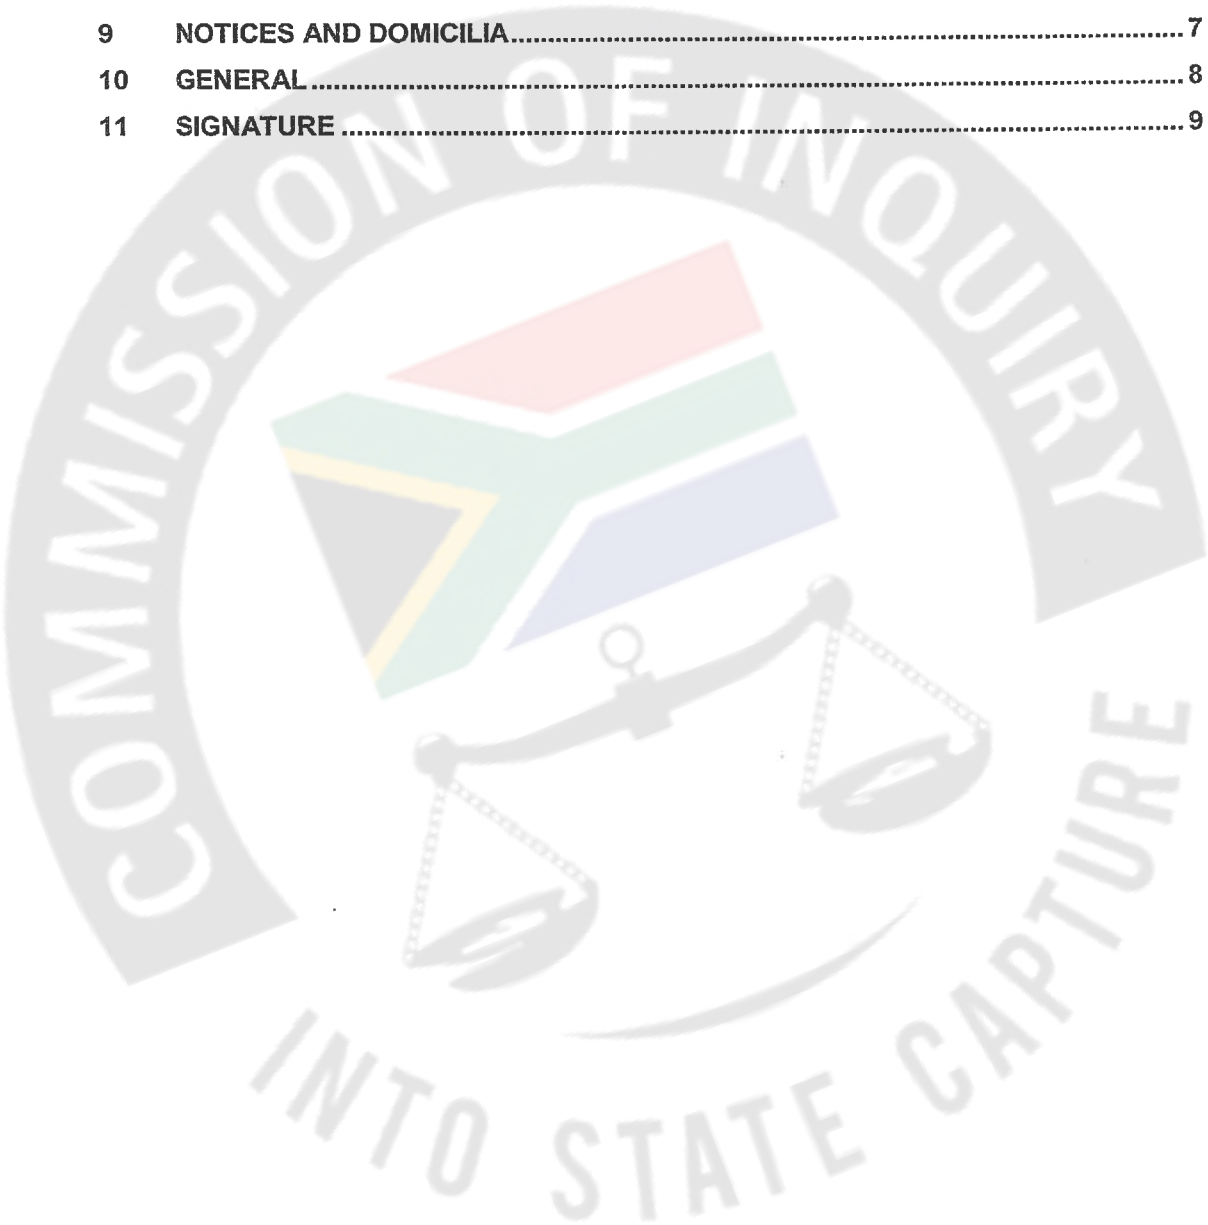 9 NOTICES AND DOMICILIA........................................................7
10 GENERAL........................................................8
11 SIGNATURE........................................................9
COMMISSION OF INQUIRY
INTO STATE CAPTURE